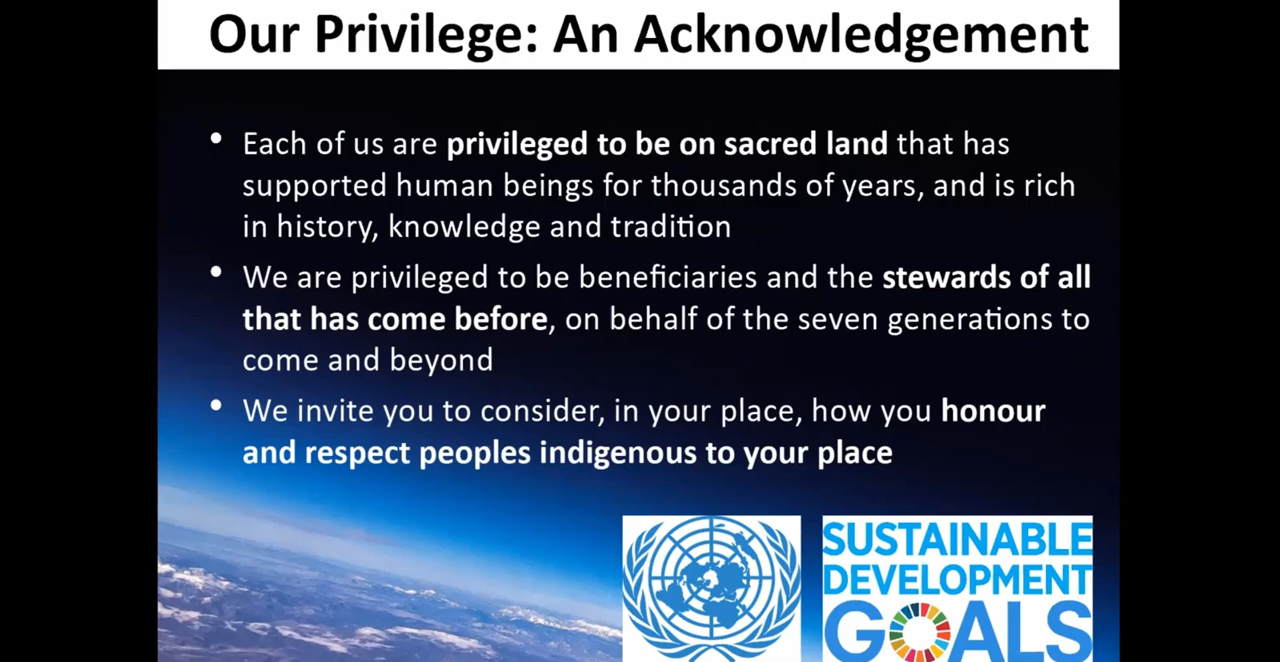 Our Privilege: An Acknowledgement
• Each of us are privileged to be on sacred land that has
supported human beings for thousands of years, and is rich
in history, knowledge and tradition
• We are privileged to be beneficiaries and the stewards of all
that has come before, on behalf of the seven generations to
come and beyond
• We invite you to consider, in your place, how you honour
and respect peoples indigenous to your place
SUSTAINABLE
DEVELOPMENT
GOALS